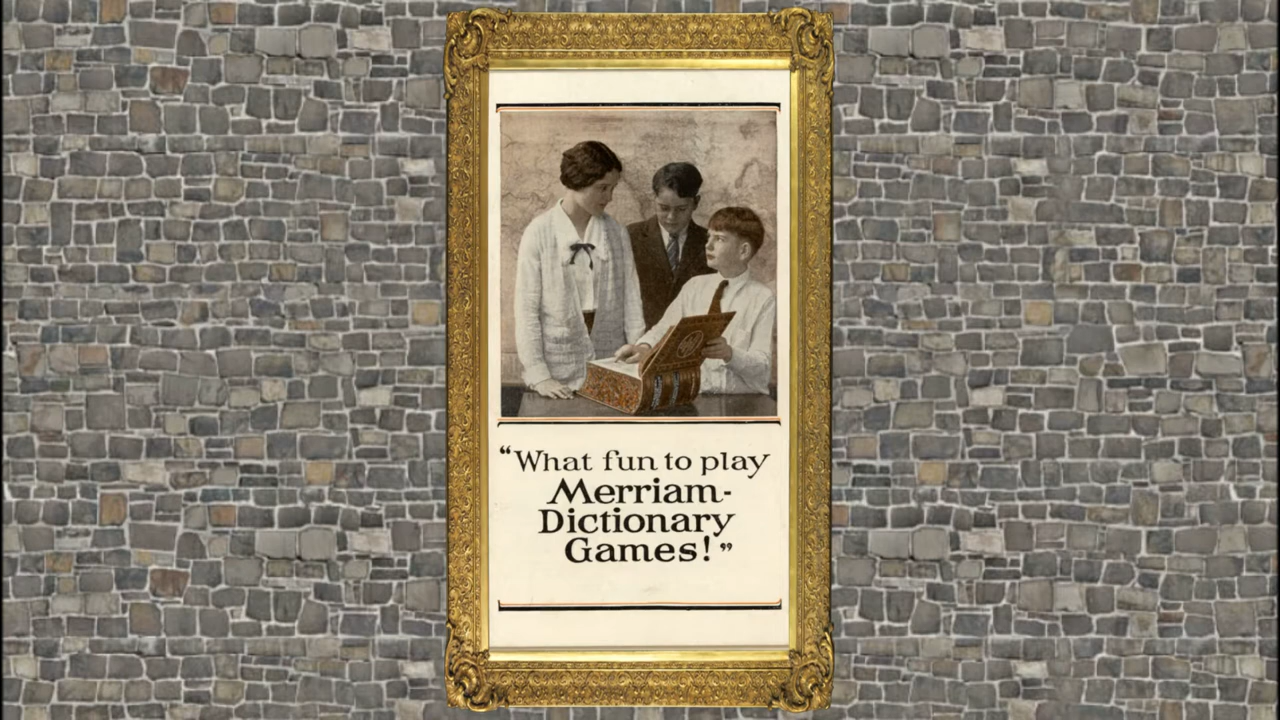 “What fun to play
Merriam-
Dictionary
Games!”